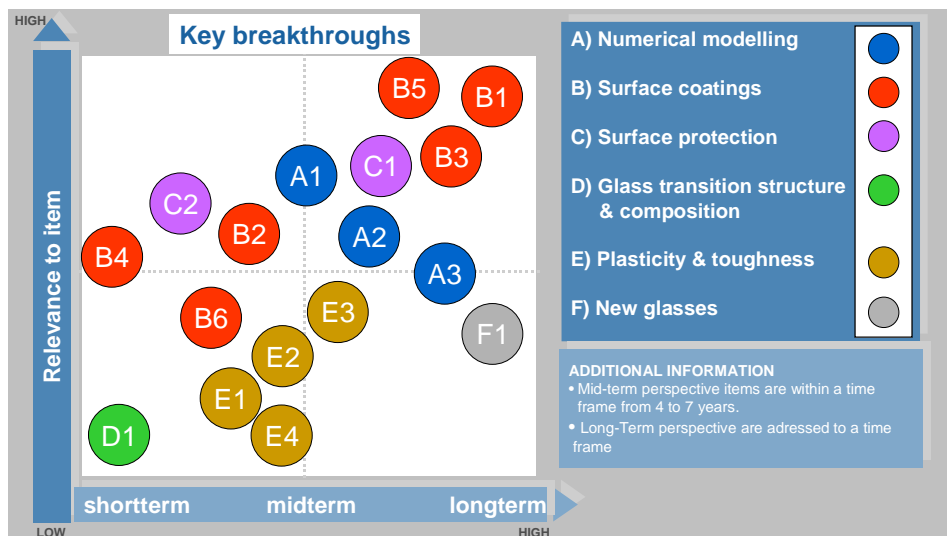 HIGH
Key breakthroughs
Relevance to item
B5
B1
B3
C1
A1
C2
B2
A2
B4
A3
E3
B6
F1
E2
E1
D1
E4
shortterm midterm longterm
LOW
HIGH
A) Numerical modelling
B) Surface coatings
C) Surface protection
D) Glass transition structure
& composition
E) Plasticity & toughness
F) New glasses
ADDITIONAL INFORMATION
• Mid-term perspective items are within a time
frame from 4 to 7 years.
• Long-Term perspective are adressed to a time
frame